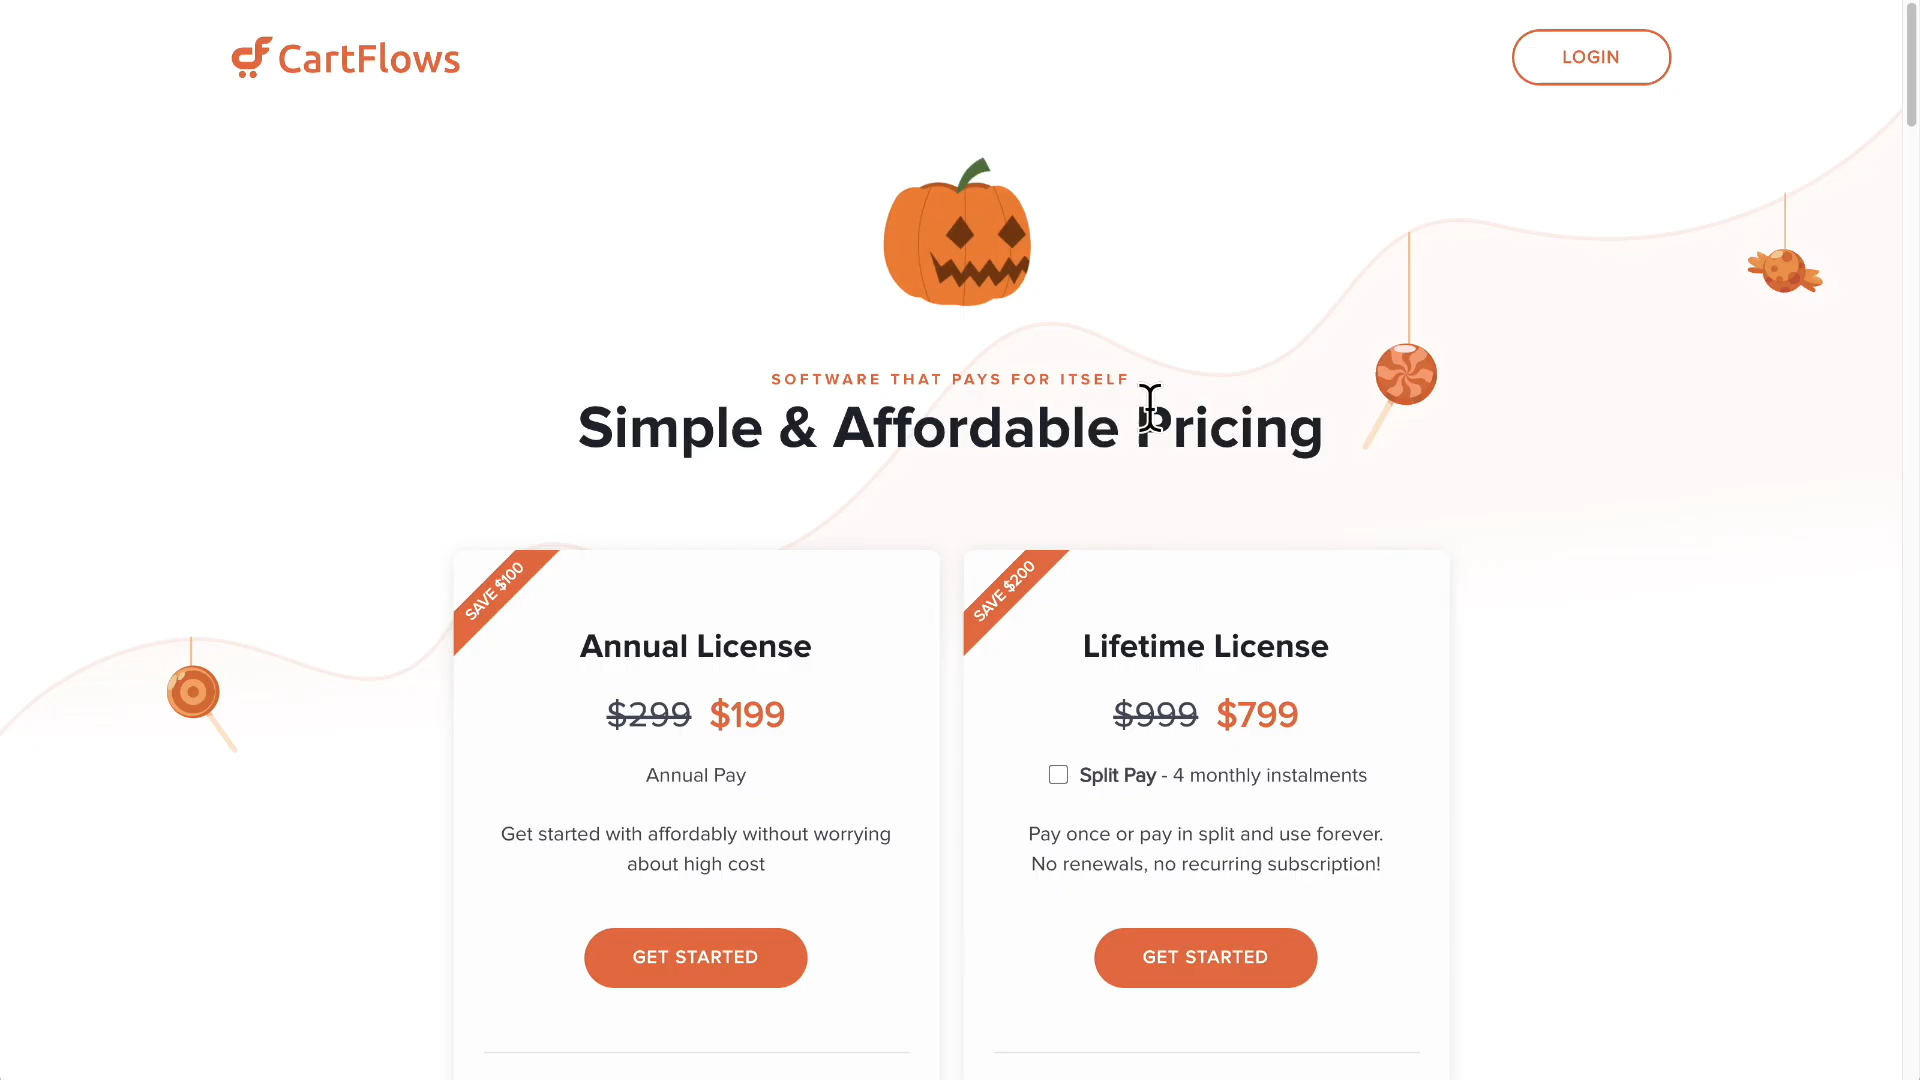 CartFlows
LOGIN
SOFTWARE THAT PAYS FOR ITSELF
Simple & Affordable Pricing
SAVE $100
Annual License
$299 $199
Annual Pay
Get started with affordably without worrying
about high cost
GET STARTED
SAVE $200
Lifetime License
$999 $799
Split Pay - 4 monthly instalments
Pay once or pay in split and use forever.
No renewals, no recurring subscription!
GET STARTED